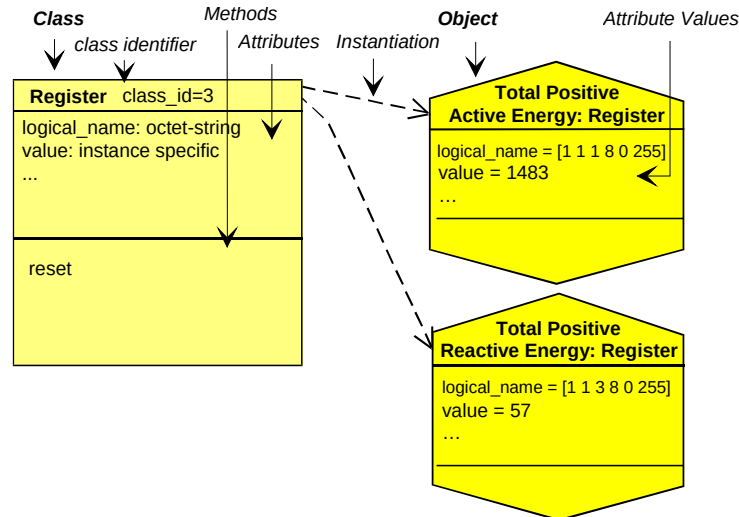 Class
Methods
class identifier
Attributes
Instantiation
Object
Attribute Values
Register class_id=3
logical_name: octet-string
value: instance specific
...
reset
Total Positive
Active Energy: Register
logical_name = [1 1 1 8 0 255]
value = 1483
...
Total Positive
Reactive Energy: Register
logical_name = [1 1 3 8 0 255]
value = 57
...